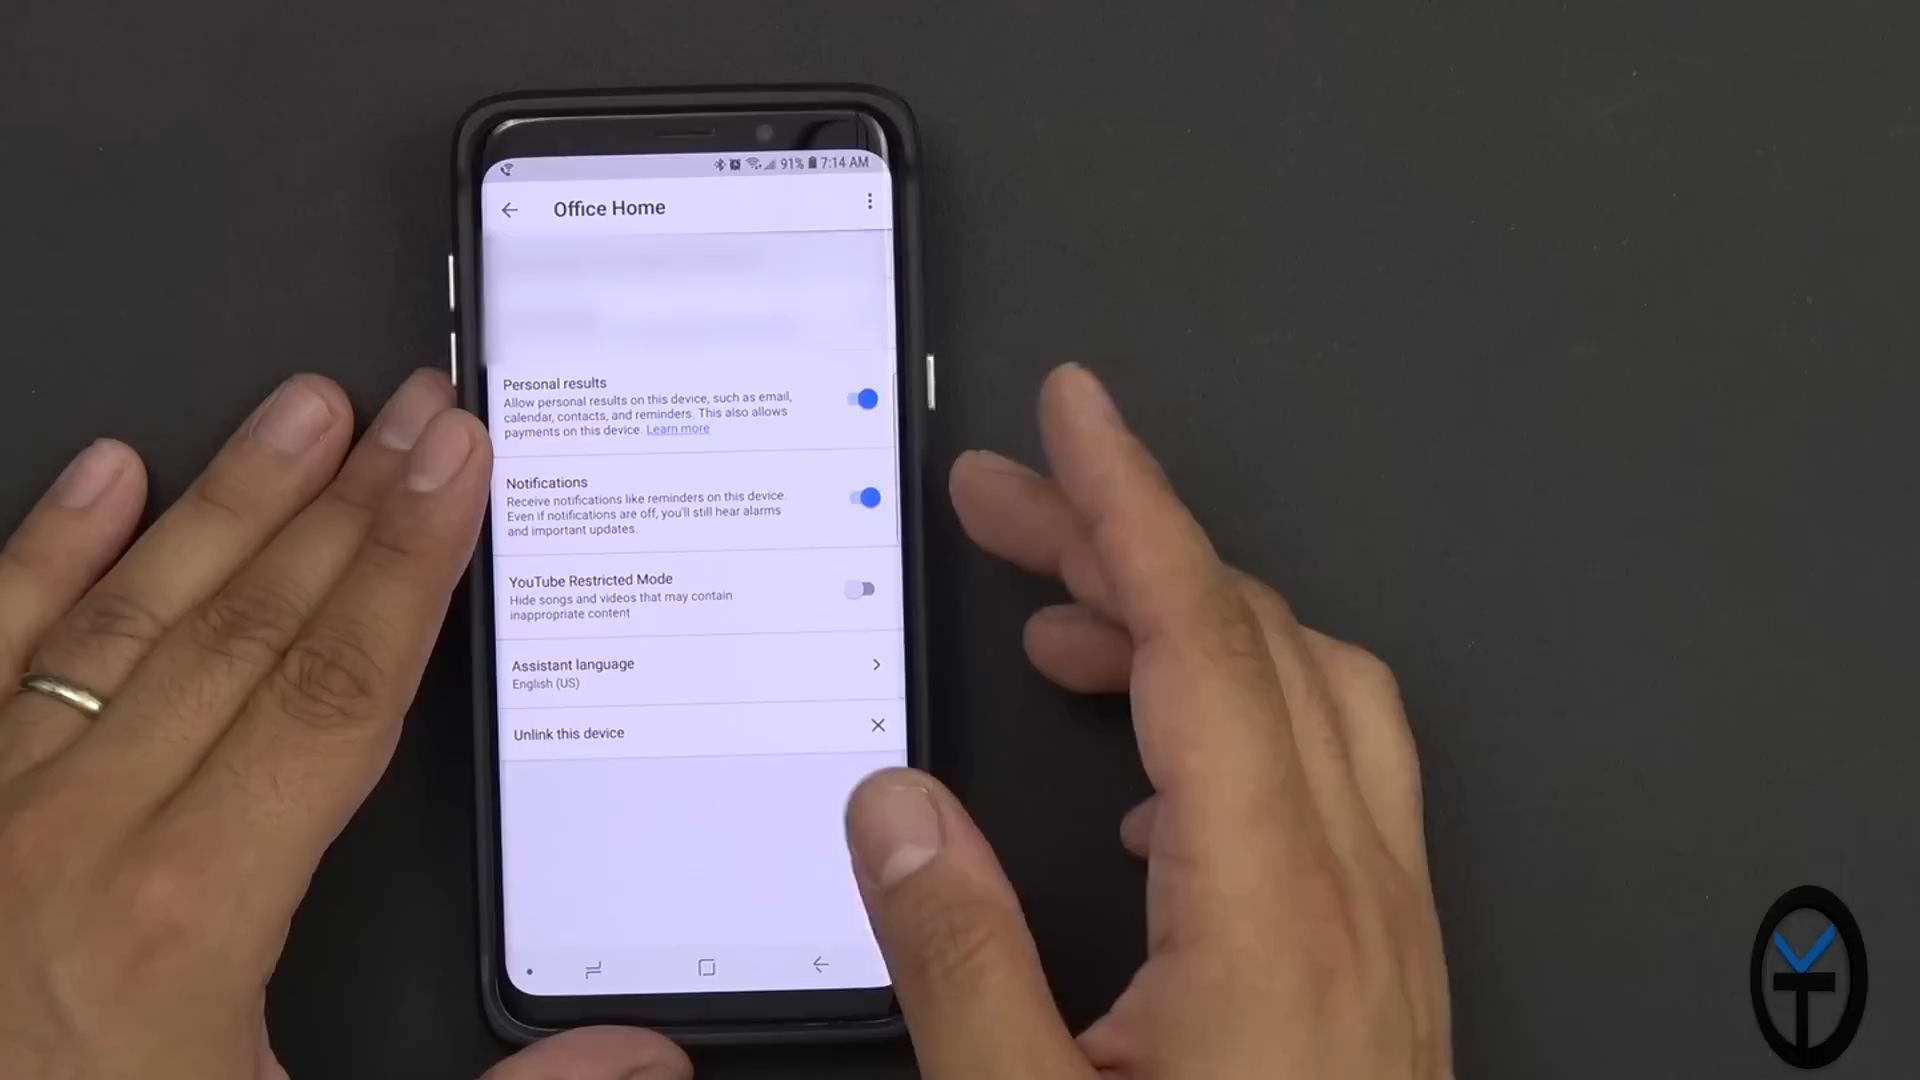 91% 7:14 AM
Office Home
Personal results
Allow personal results on this device, such as email,
calendar, contacts, and reminders. This also allows
payments on this device. Learn more
Notifications
Receive notifications like reminders on this device.
Even if notifications are off, you'll still hear alarms
and important updates.
YouTube Restricted Mode
Hide songs and videos that may contain
inappropriate content
Assistant language
English (US)
Unlink this device